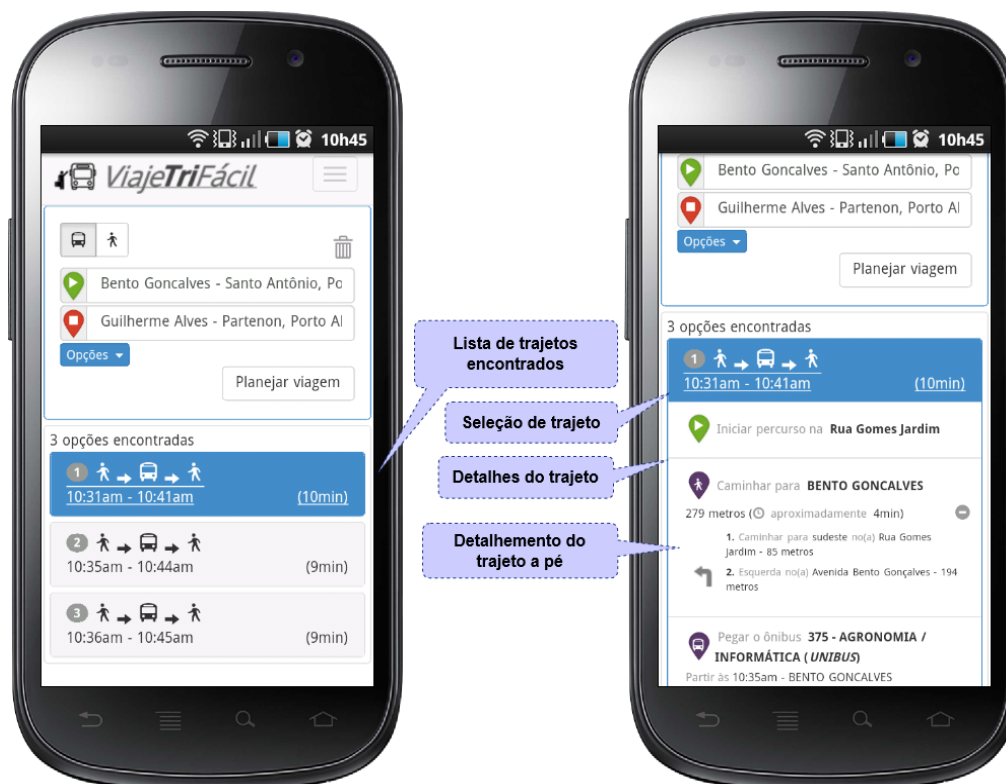 10h45
ViajeTriFácil
Bento Goncalves - Santo Antônio, Po
Guilherme Alves - Partenon, Porto Al
Opções
Planejar viagem
3 opções encontradas
1
10:31am - 10:41am (10min)
2
10:35am - 10:44am (9min)
3
10:36am - 10:45am (9min)
Lista de trajetos
encontrados
Seleção de trajeto
Detalhes do trajeto
Detalhemento do
trajeto a pé
10h45
Bento Goncalves - Santo Antônio, Po
Guilherme Alves - Partenon, Porto Al
Opções
Planejar viagem
3 opções encontradas
1
10:31am - 10:41am (10min)
Iniciar percurso na Rua Gomes Jardim
Caminhar para BENTO GONCALVES
279 metros ( aproximadamente 4min)
1. Caminhar para sudeste no(a) Rua Gomes
Jardim - 85 metros
2. Esquerda no(a) Avenida Bento Gonçalves - 194
metros
Pegar o ônibus 375 - AGRONOMIA /
INFORMÁTICA ( UNIBUS)
Partir às 10:35am - BENTO GONCALVES